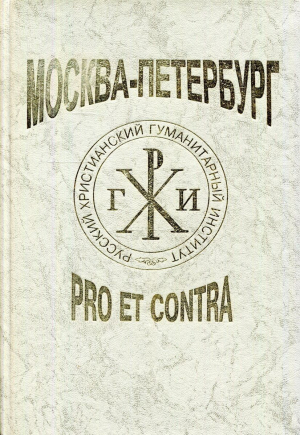 МОСКВА-ПЕТЕРБУРГ
РУССКИЙ ХРИСТИАНСКИЙ ГУМАНИТАРНЫЙ ИНСТИТУТ
Р
Г Х И
PRO ET CONTRA